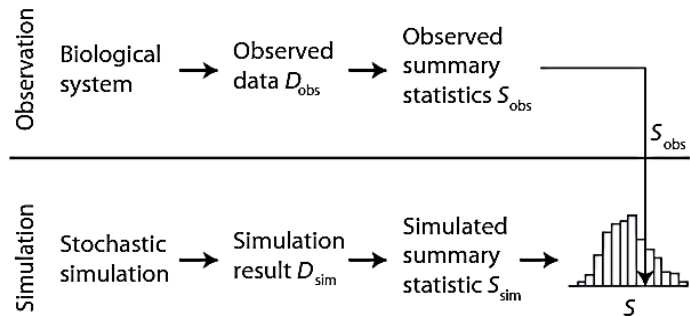 Observation
Biological
system
Observed
data Dobs
Observed
summary
statistics Sobs
Sobs
Simulation
Stochastic
simulation
Simulation
result Dsim
Simulated
summary
statistic Ssim
S